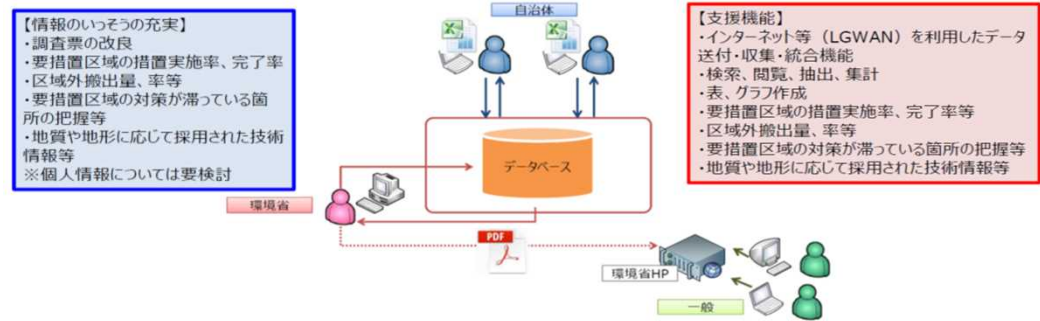 【情報のいっそうの充実】
・調査票の改良
・要措置区域の措置実施率、完了率
・区域外搬出量、率等
・要措置区域の対策が滞っている箇
所の把握等
・地質や地形に応じて採用された技術
情報等
※個人情報については要検討
自治体
【支援機能】
・インターネット等（LGWAN）を利用したデータ
送付・収集・統合機能
・検索、閲覧、抽出、集計
・表、グラフ作成
・要措置区域の措置実施率、完了率等
・区域外搬出量、率等
・要措置区域の対策が滞っている箇所の把握等
・地質や地形に応じて採用された技術情報等
データベース
環境省
PDF
環境省HP
一般